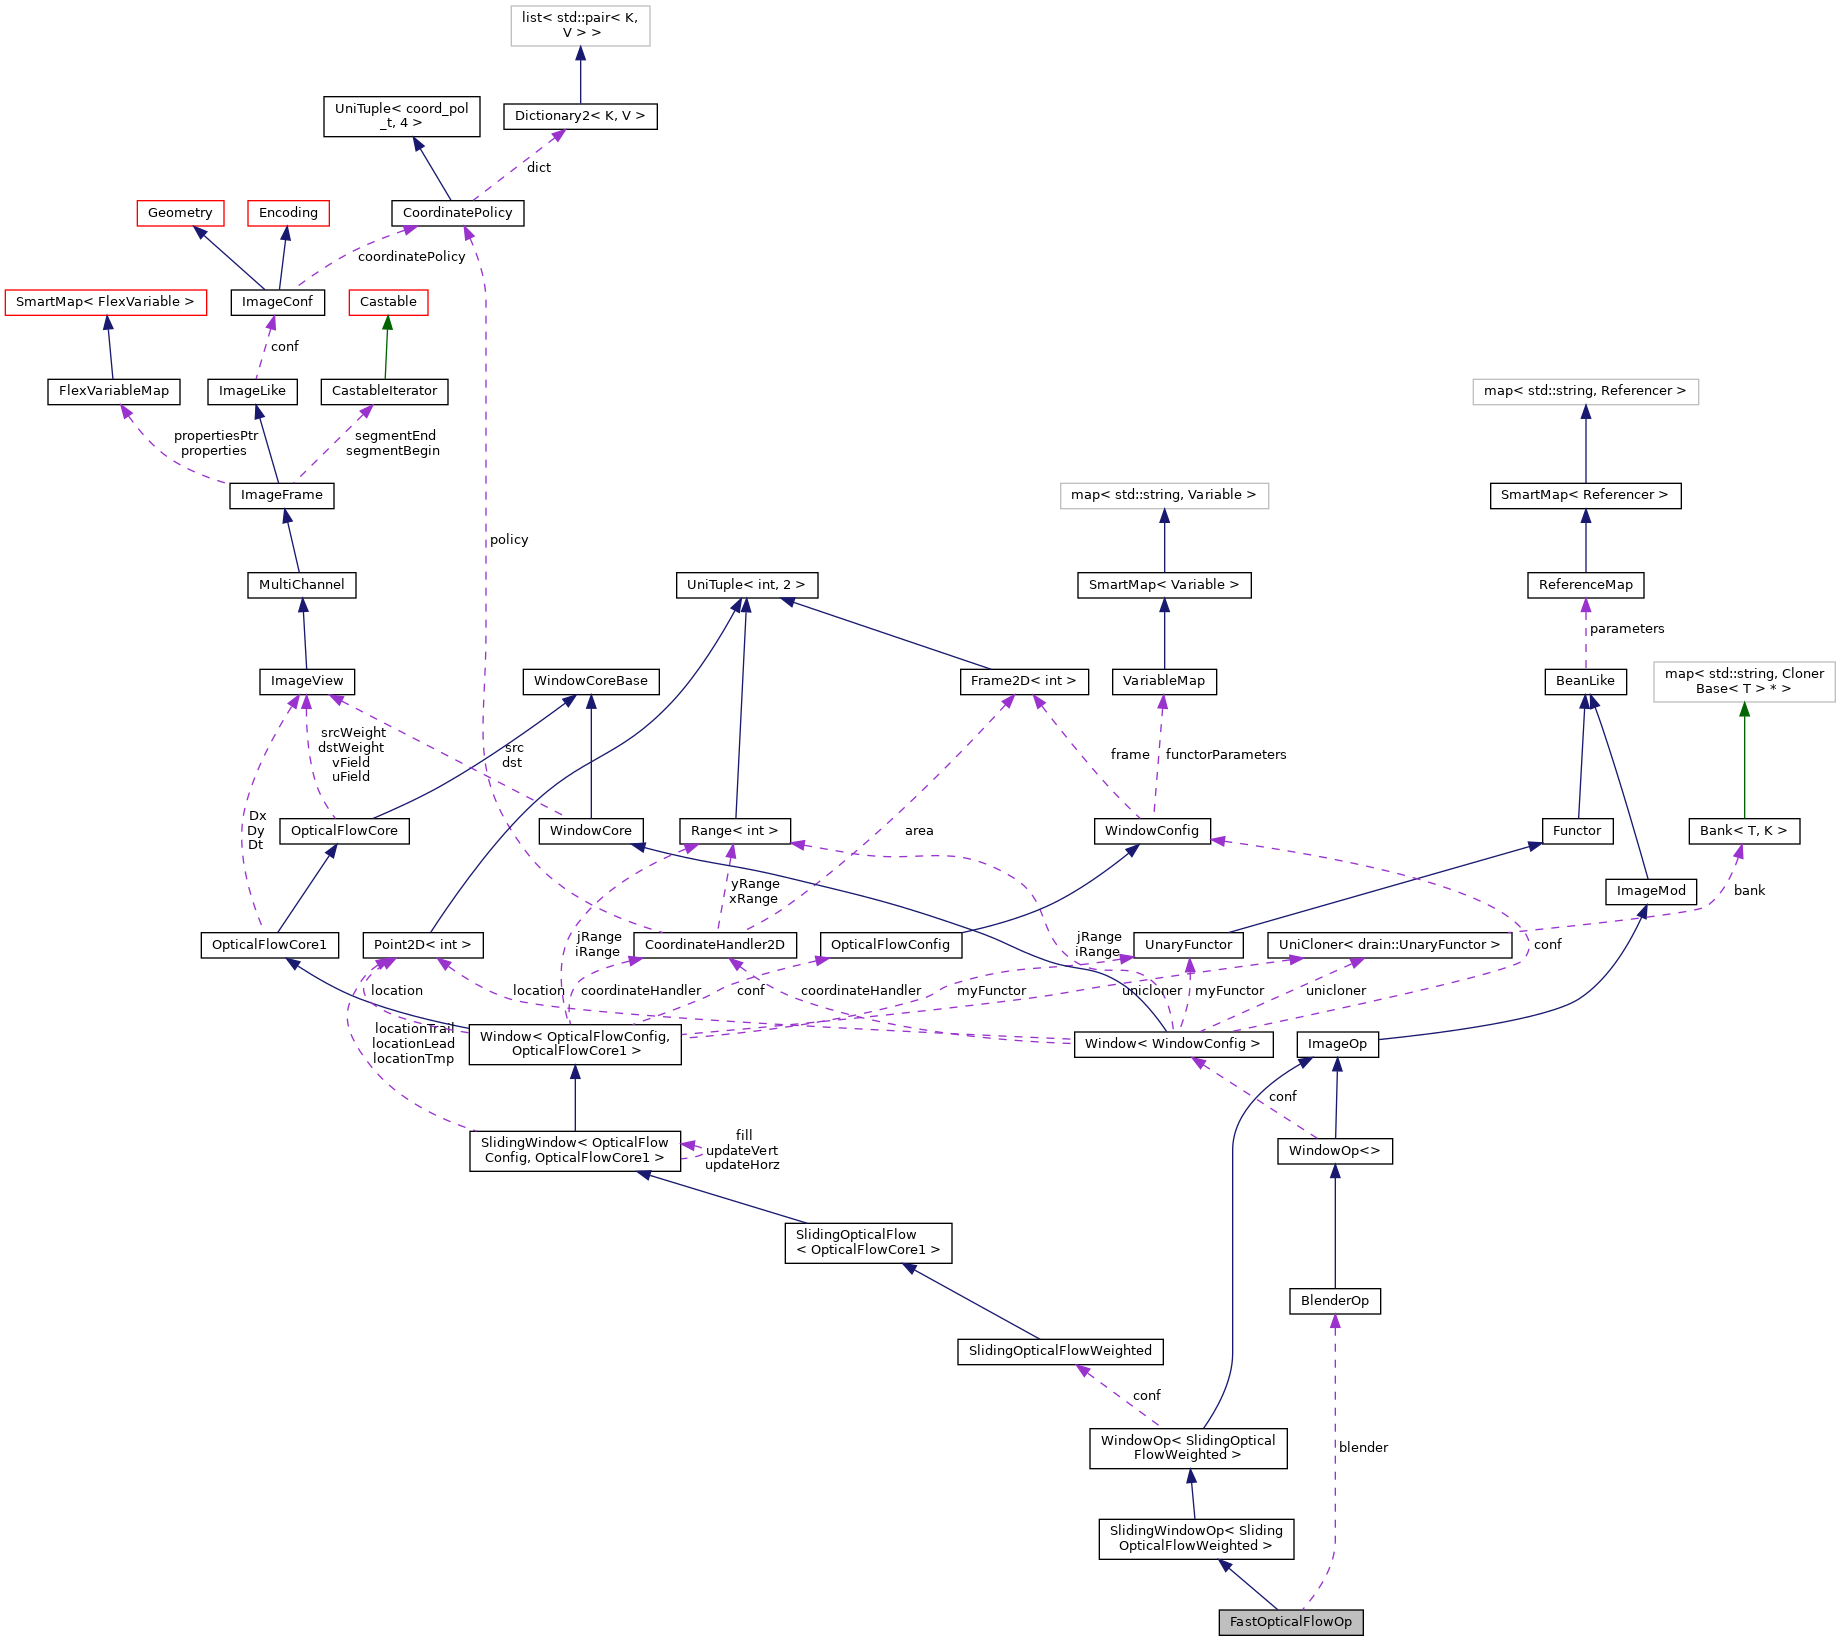 list< std::pair< K,
V > >
UniTuple< coord_pol
_t, 4 >
Dictionary2< K, V >
dict
Geometry
Encoding
CoordinatePolicy
coordinatePolicy
SmartMap< FlexVariable >
ImageConf
Castable
conf
FlexVariableMap
ImageLike
CastableIterator
map< std::string, Referencer >
propertiesPtr
properties
segmentEnd
segmentBegin
ImageFrame
map< std::string, Variable >
SmartMap< Referencer >
policy
MultiChannel
UniTuple< int, 2 >
SmartMap< Variable >
ReferenceMap
parameters
ImageView
WindowCoreBase
Frame2D< int >
VariableMap
BeanLike
map< std::string, Cloner
Base< T > * >
srcWeight
dstWeight
vField
uField
src
dst
frame
functorParameters
Dx
Dy
Dt
OpticalFlowCore
WindowCore
Range< int >
area
WindowConfig
Functor
Bank< T, K >
yRange
xRange
ImageMod
bank
OpticalFlowCore1
Point2D< int >
jRange
iRange
CoordinateHandler2D
OpticalFlowConfig
jRange
iRange
UnaryFunctor
UniCloner< drain::UnaryFunctor >
conf
location
location
coordinateHandler
conf
coordinateHandler
myFunctor
unicloner
myFunctor
unicloner
locationTrail
locationLead
locationTmp
Window< OpticalFlowConfig,
OpticalFlowCore1 >
Window< WindowConfig >
ImageOp
conf
SlidingWindow< OpticalFlow
Config, OpticalFlowCore1 >
fill
updateVert
updateHorz
WindowOp<>
SlidingOpticalFlow
< OpticalFlowCore1 >
BlenderOp
SlidingOpticalFlowWeighted
conf
WindowOp< SlidingOptical
FlowWeighted >
blender
SlidingWindowOp< Sliding
OpticalFlowWeighted >
FastOpticalFlowOp